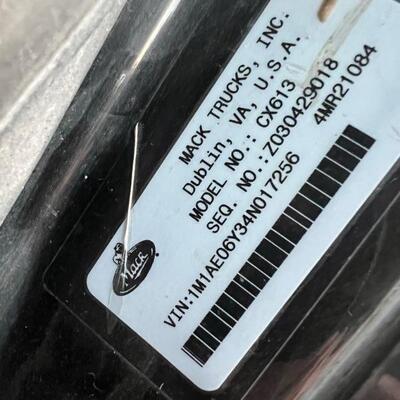 MACK TRUCKS, INC.
Dublin, VA, U.S.A.
MODEL NO.: CX613
SEQ. NO.: Z030429018
4MR21084
VIN:1M1AE06Y34N017256
Mack